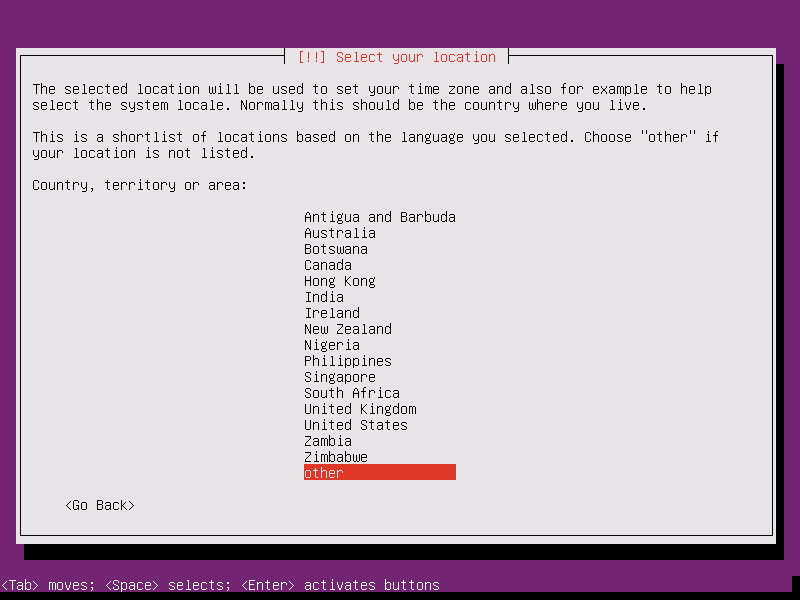 [!!] Select your location
The selected location will be used to set your time zone and also for example to help
select the system locale. Normally this should be the country where you live.
This is a shortlist of locations based on the language you selected. Choose "other" if
your location is not listed.
Country, territory or area:
Antigua and Barbuda
Australia
Botswana
Canada
Hong Kong
India
Ireland
New Zealand
Nigeria
Philippines
Singapore
South Africa
United Kingdom
United States
Zambia
Zimbabwe
other
<Go Back>
<Tab> moves; <Space> selects; <Enter> activates buttons